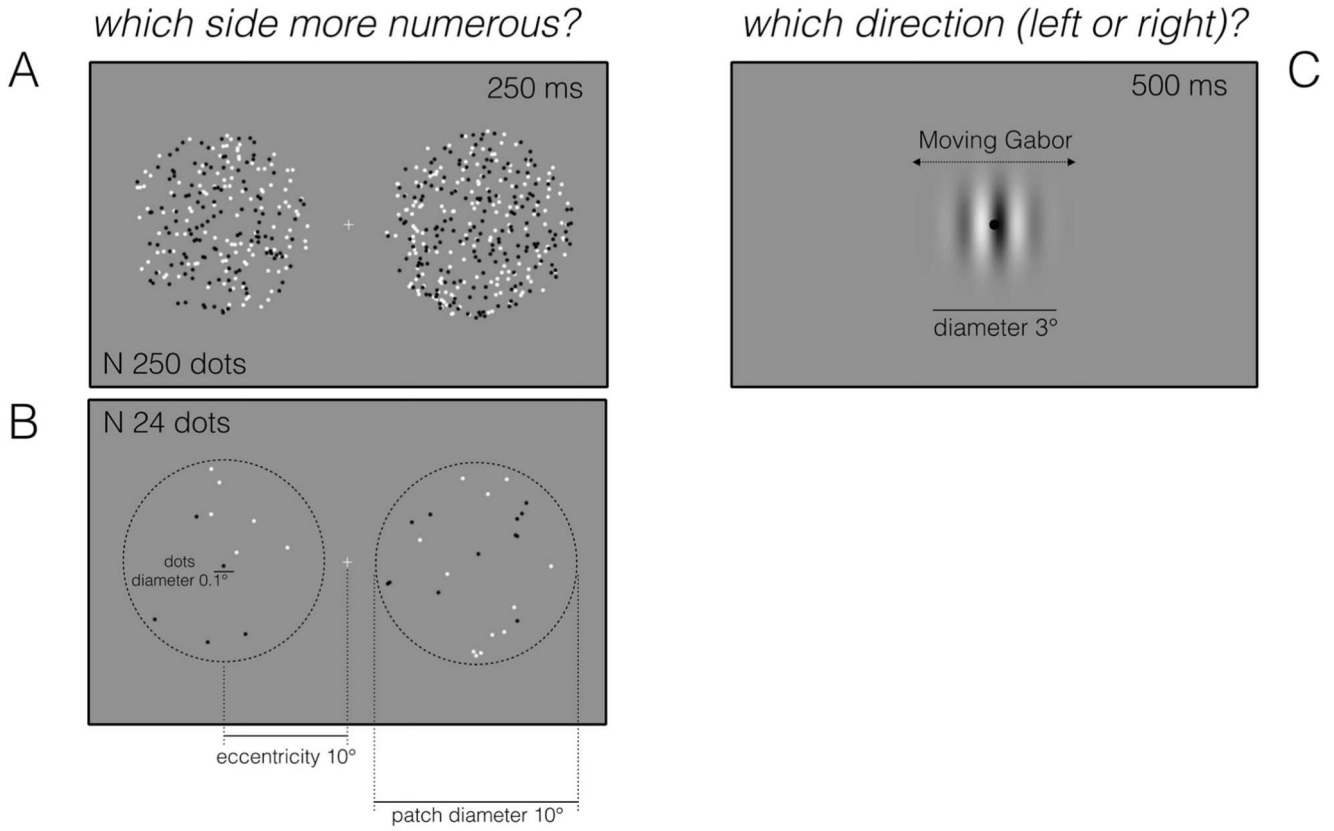 which side more numerous?
which direction (left or right)?
A
250 ms
N 250 dots
500 ms
C
Moving Gabor
diameter 3°
B
N 24 dots
dots
diameter 0.1°
eccentricity 10°
patch diameter 10°